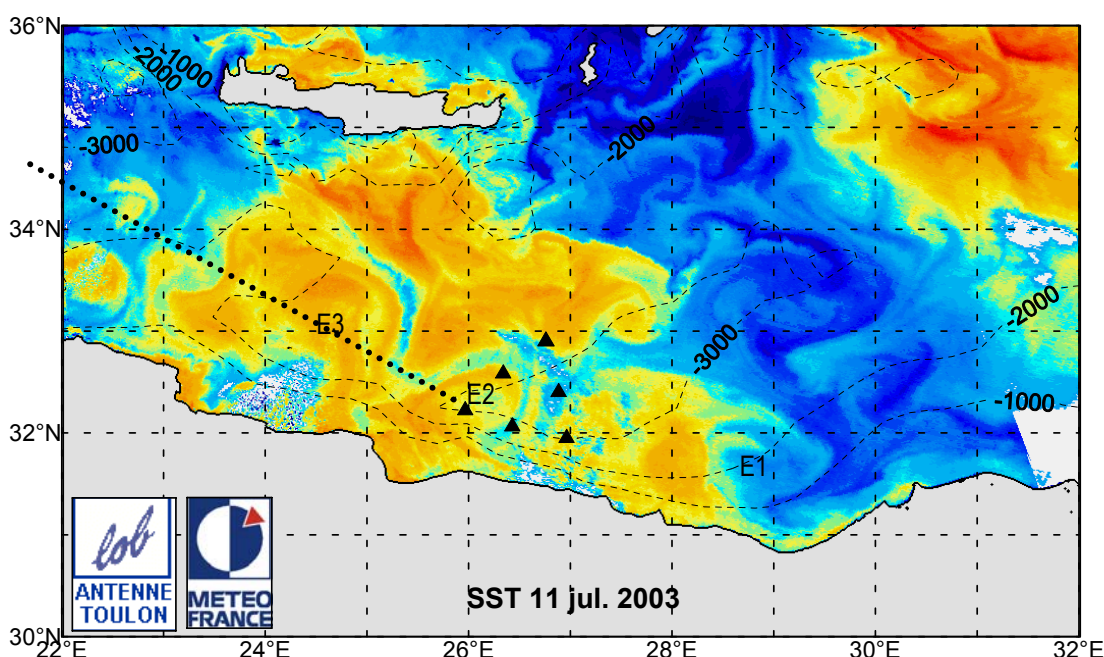 36°N
-1000
-2000
-3000
-2000
34°N
E3
-3000
-2000
E2
-1000
32°N
E1
lob
ANTENNE
TOULON
METEO
FRANCE
SST 11 jul. 2003
30°N
22°E
24°E
26°E
28°E
30°E
32°E